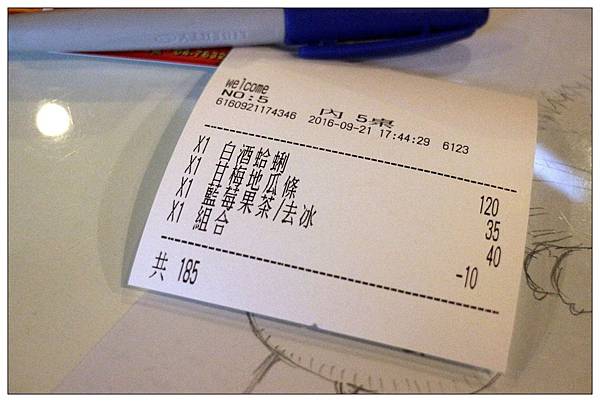 welcome
NO:5 內 5桌
6160921174346 2016-09-21 17:44:29 6123
X1 白酒蛤蜊 120
X1 甘梅地瓜條 35
X1 藍莓果茶/去冰 40
X1 組合 -10
共 185